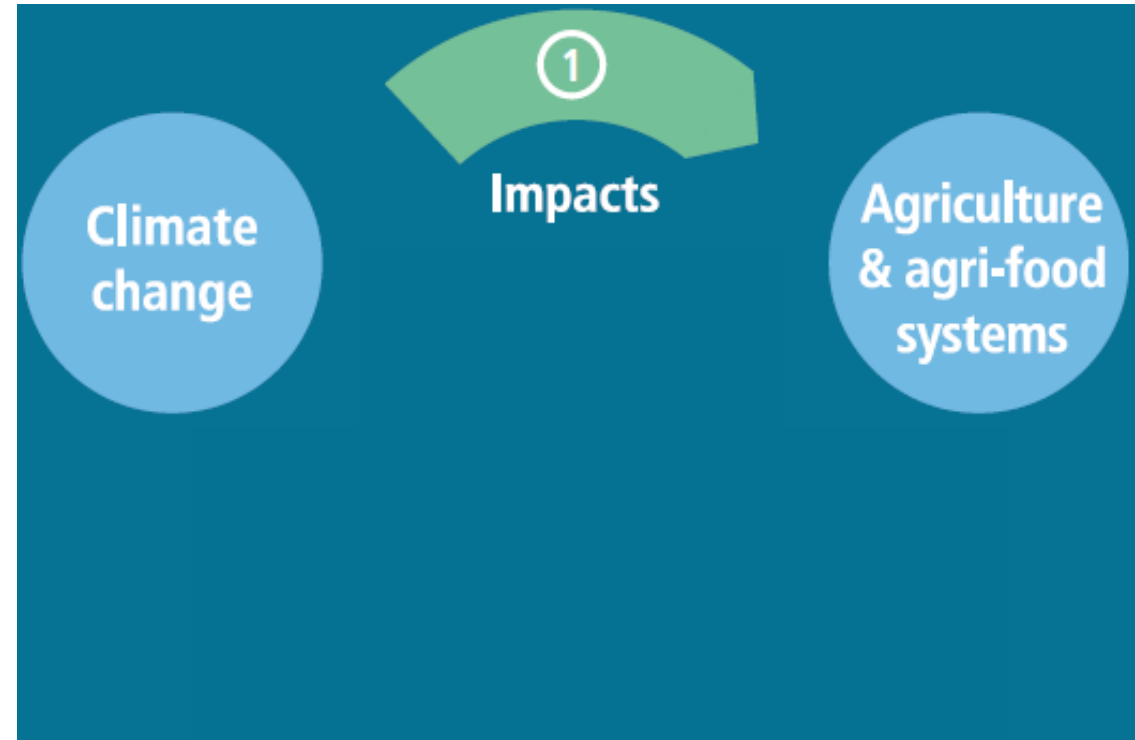 1
Impacts
Climate
change
Agriculture
& agri-food
systems